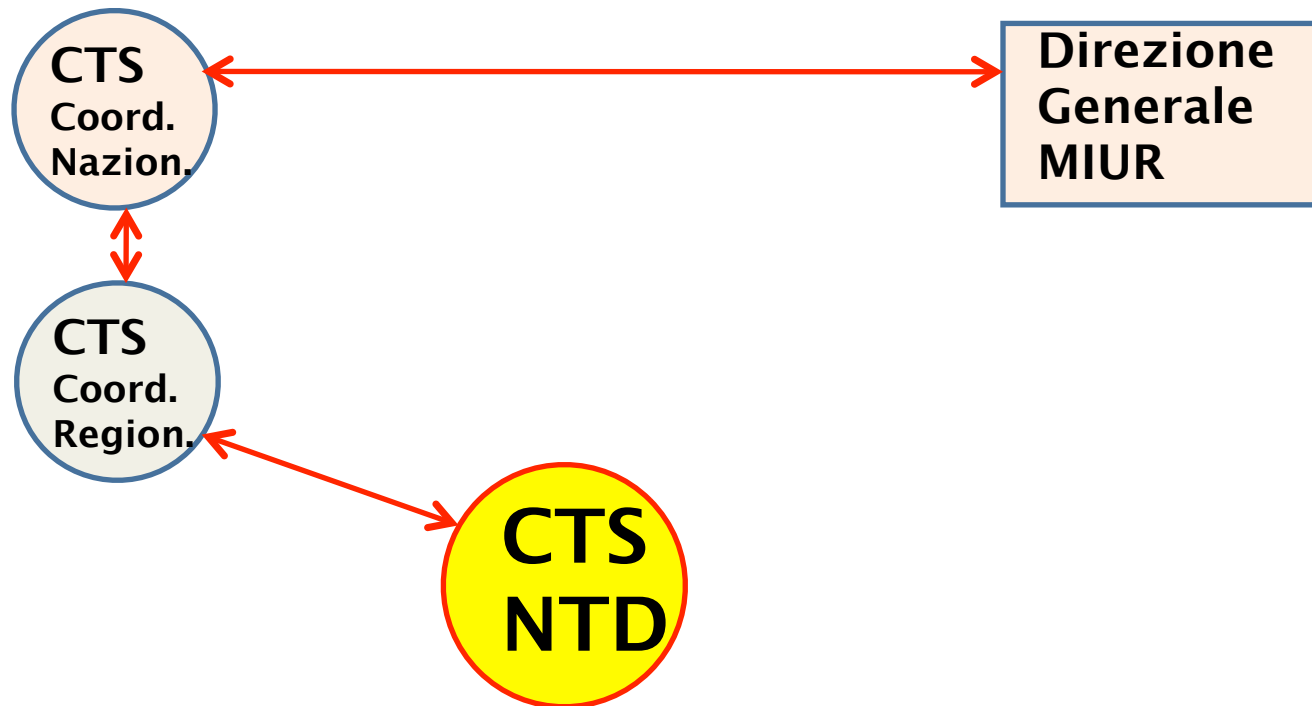 CTS
Coord.
Nazion.
Direzione
Generale
MIUR
CTS
Coord.
Region.
CTS
NTD